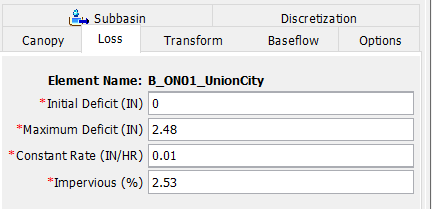 Subbasin Discretization
Canopy Loss Transform Baseflow Options
Element Name: B_ON01_UnionCity
*Initial Deficit (IN) 0
*Maximum Deficit (IN) 2.48
*Constant Rate (IN/HR) 0.01
*Impervious (%) 2.53